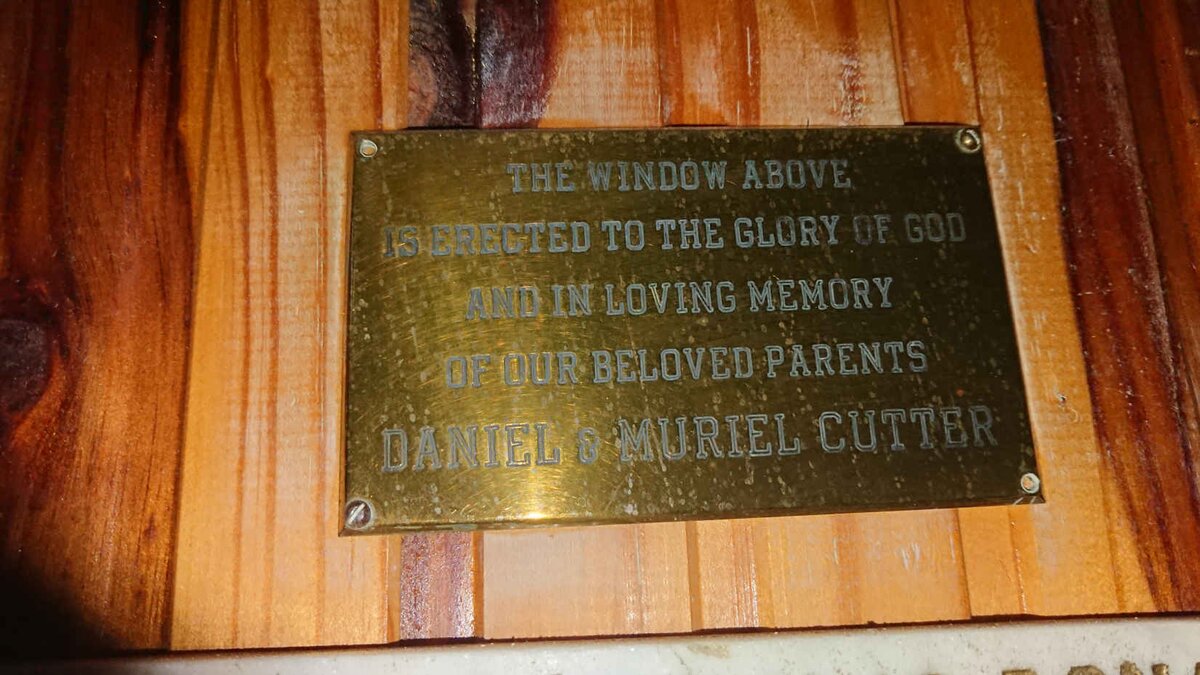 THE WINDOW ABOVE
IS ERECTED TO THE GLORY OF GOD
AND IN LOVING MEMORY
OF OUR BELOVED PARENTS
DANIEL & MURIEL CUTTER